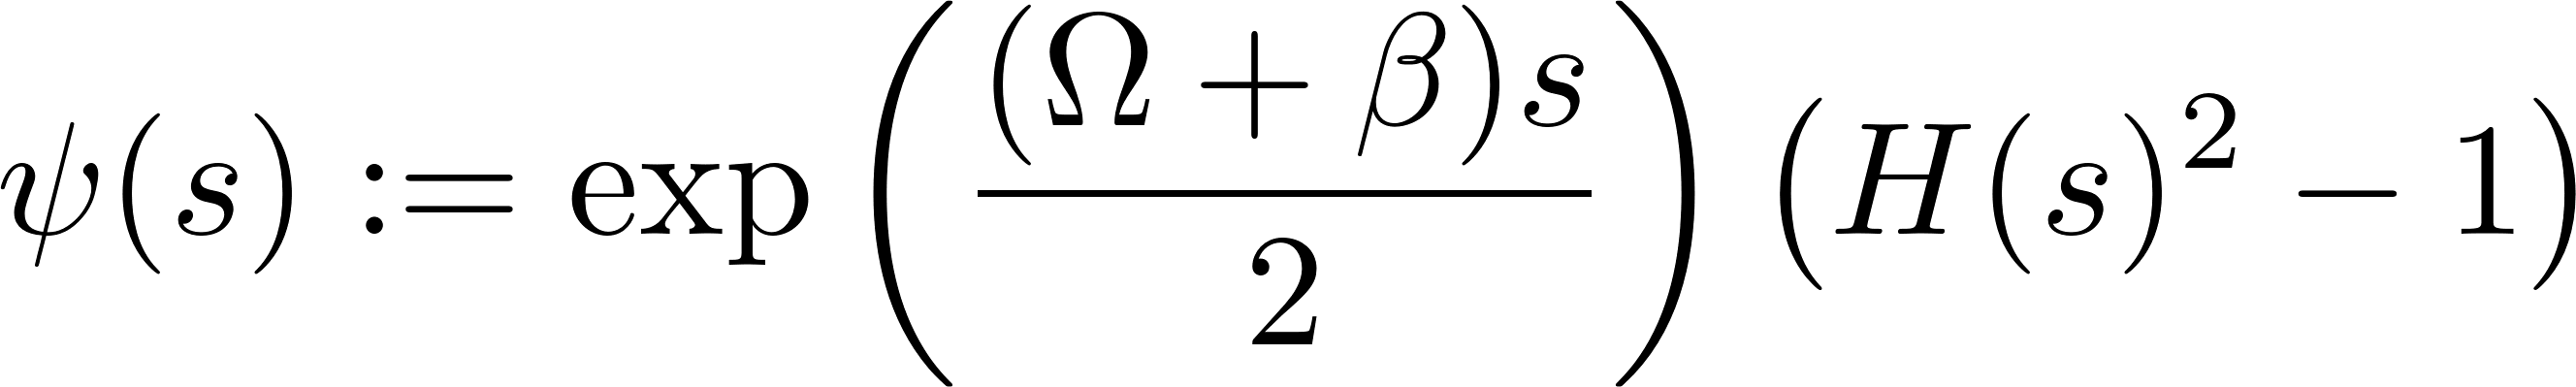 ψ(s) := exp((Ω + β)s / 2) (H(s)² − 1)